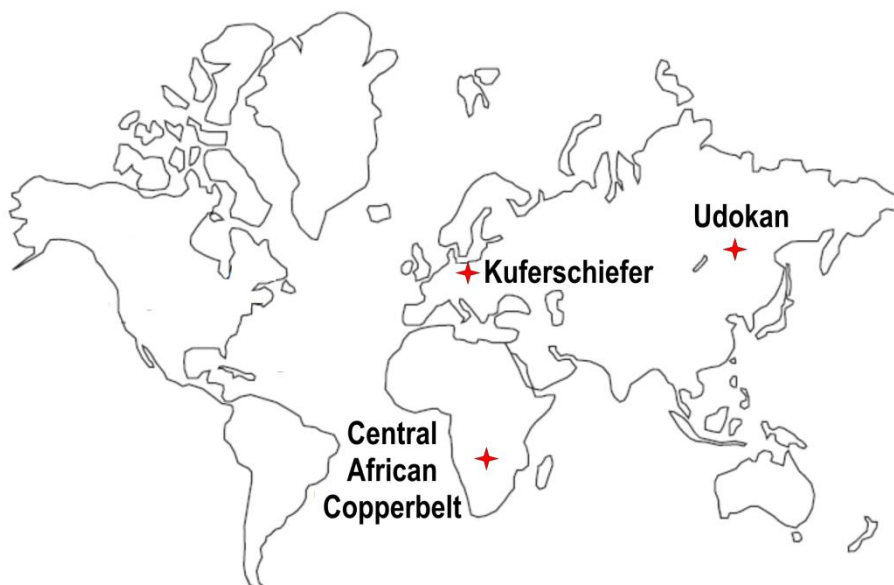 Udokan
Kuferschiefer
Central
African
Copperbelt